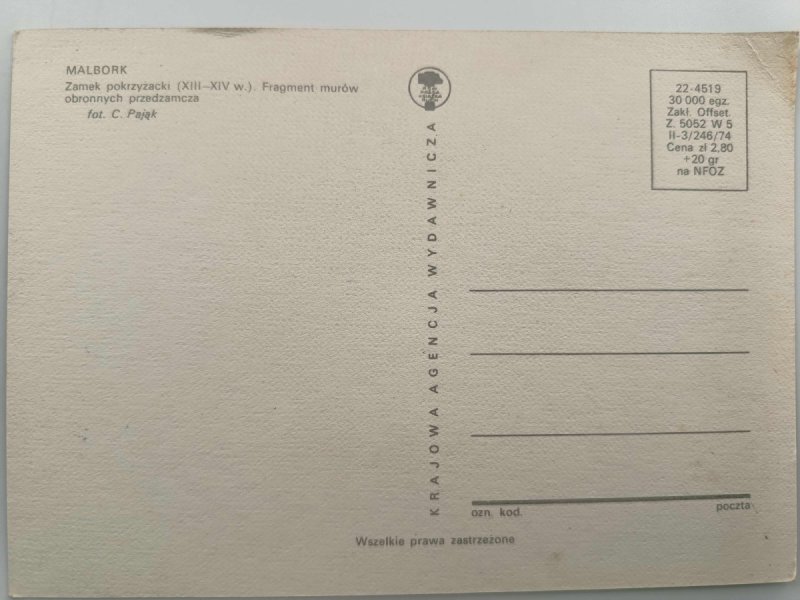 MALBORK
Zamek pokrzyżacki (XIII—XIV w.). Fragment murów
obronnych przedzamcza
fot. C. Pająk
KRAJOWA AGENCJA WYDAWNICZA
22-4519
30 000 egz.
Zakł. Offset.
Z. 5052 W 5
II-3/246/74
Cena zł 2,80
+20 gr
na NFOZ
ozn. kod.
poczta
Wszelkie prawa zastrzeżone